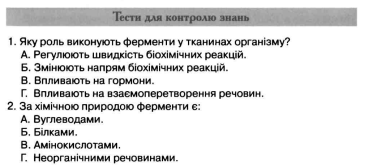 Тести для контролю знань
1. Яку роль виконують ферменти у тканинах організму?
А. Регулюють швидкість біохімічних реакцій.
Б. Змінюють напрям біохімічних реакцій.
В. Впливають на гормони.
Г. Впливають на взаємоперетворення речовин.
2. За хімічною природою ферменти є:
А. Вуглеводами.
Б. Білками.
В. Амінокислотами.
Г. Неорганічними речовинами.